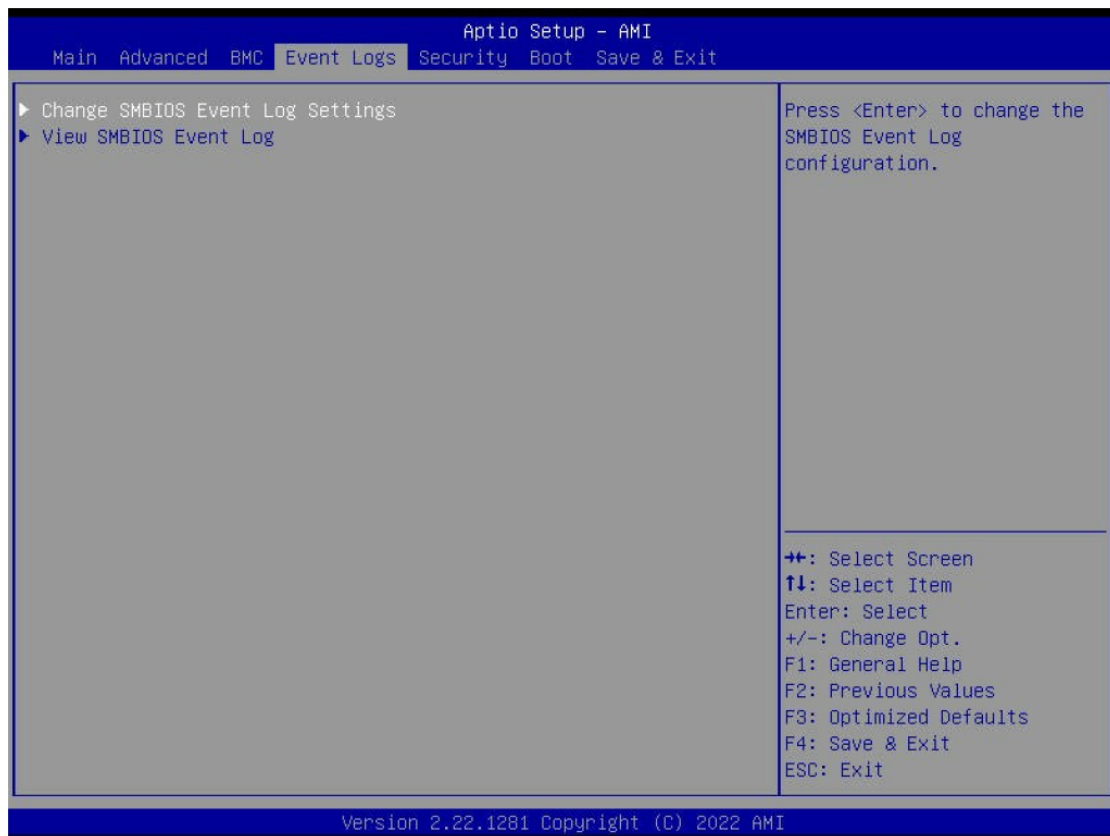 Aptio Setup – AMI
Main Advanced BMC Event Logs Security Boot Save & Exit
▶ Change SMBIOS Event Log Settings
▶ View SMBIOS Event Log
Press <Enter> to change the
SMBIOS Event Log
configuration.
→←: Select Screen
↑↓: Select Item
Enter: Select
+/-: Change Opt.
F1: General Help
F2: Previous Values
F3: Optimized Defaults
F4: Save & Exit
ESC: Exit
Version 2.22.1281 Copyright (C) 2022 AMI